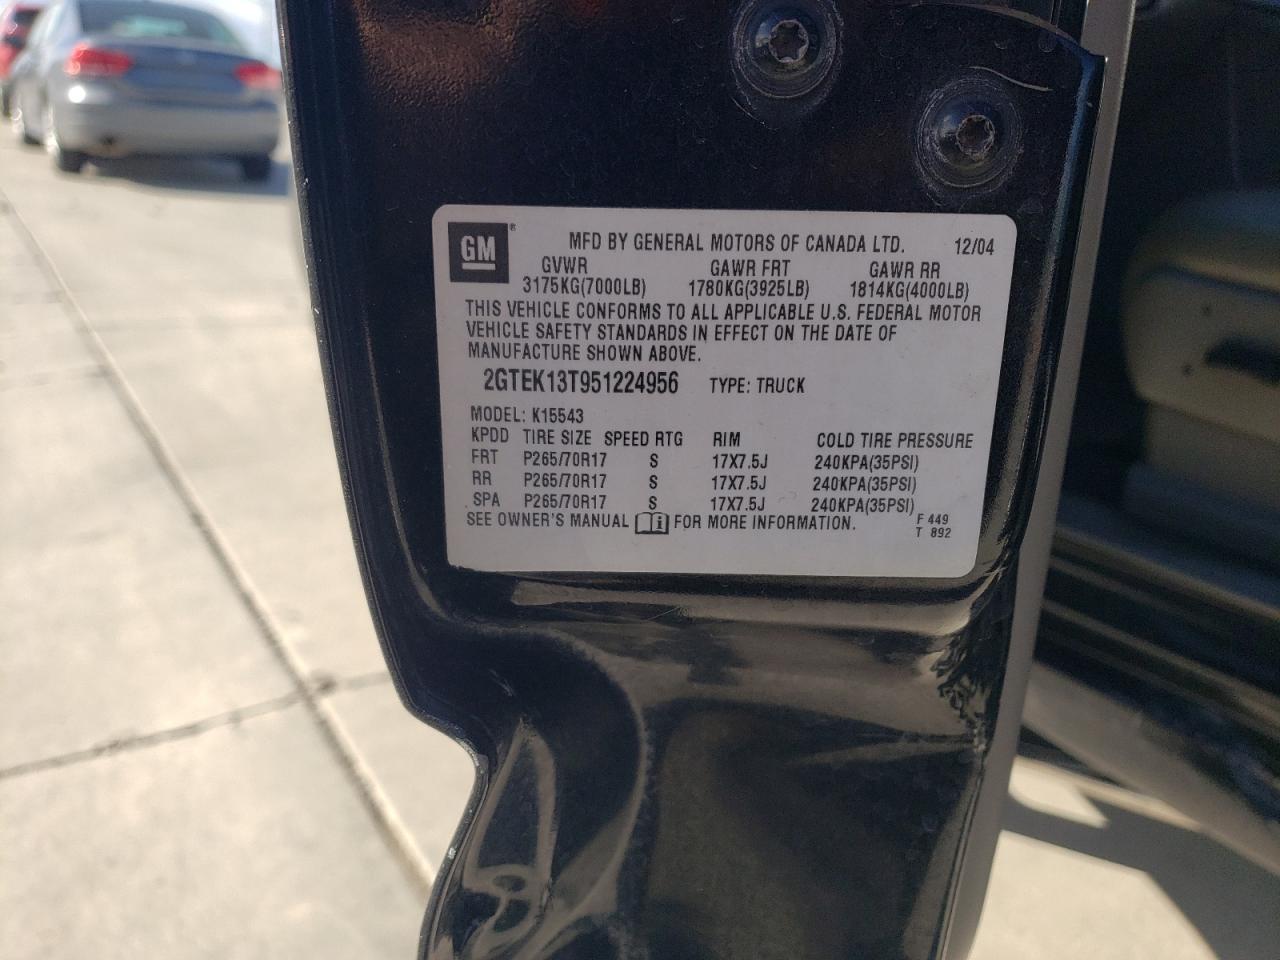 GM®
MFD BY GENERAL MOTORS OF CANADA LTD. 12/04
GVWR GAWR FRT GAWR RR
3175KG(7000LB) 1780KG(3925LB) 1814KG(4000LB)
THIS VEHICLE CONFORMS TO ALL APPLICABLE U.S. FEDERAL MOTOR
VEHICLE SAFETY STANDARDS IN EFFECT ON THE DATE OF
MANUFACTURE SHOWN ABOVE.
2GTEK13T951224956 TYPE: TRUCK
MODEL: K15543
KPDD TIRE SIZE SPEED RTG RIM COLD TIRE PRESSURE
FRT P265/70R17 S 17X7.5J 240KPA(35PSI)
RR P265/70R17 S 17X7.5J 240KPA(35PSI)
SPA P265/70R17 S 17X7.5J 240KPA(35PSI)
SEE OWNER'S MANUAL i FOR MORE INFORMATION. F 449
T 892